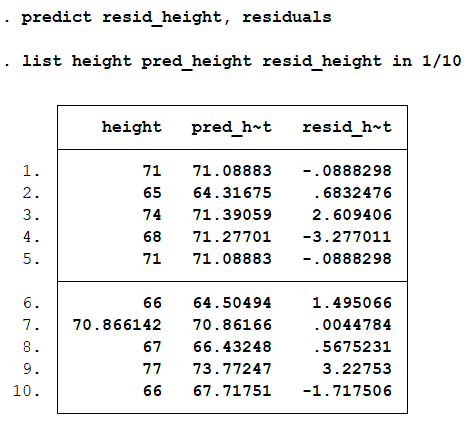 . predict resid_height, residuals
. list height pred_height resid_height in 1/10
height pred_h~t resid_h~t
1. 71 71.08883 -.0888298
2. 65 64.31675 .6832476
3. 74 71.39059 2.609406
4. 68 71.27701 -3.277011
5. 71 71.08883 -.0888298
6. 66 64.50494 1.495066
7. 70.866142 70.86166 .0044784
8. 67 66.43248 .5675231
9. 77 73.77247 3.22753
10. 66 67.71751 -1.717506